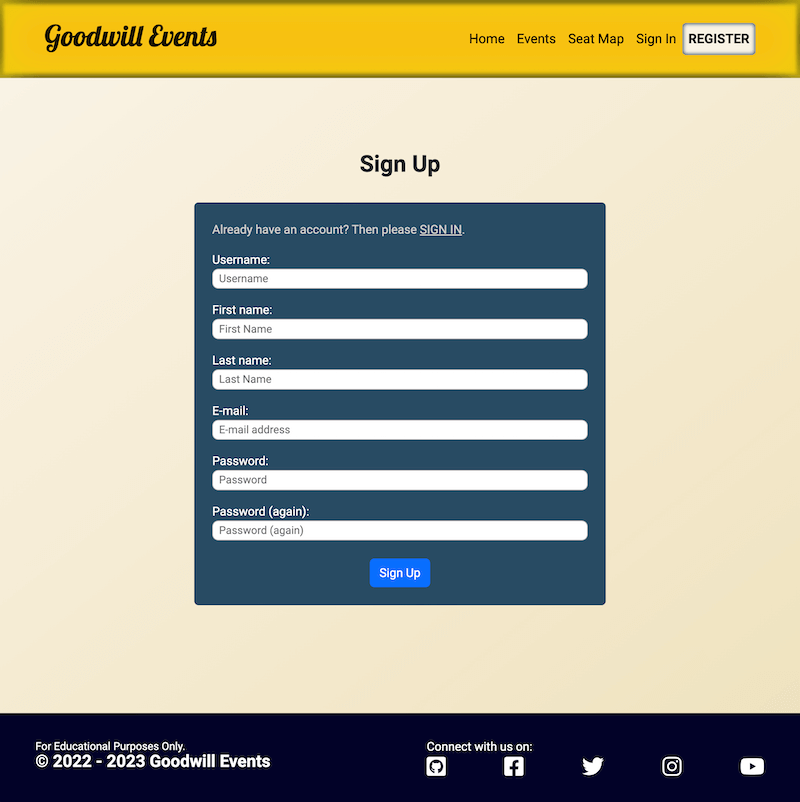 Goodwill Events
Home Events Seat Map Sign In REGISTER
Sign Up
Already have an account? Then please SIGN IN.
Username:
Username
First name:
First Name
Last name:
Last Name
E-mail:
E-mail address
Password:
Password
Password (again):
Password (again)
Sign Up
For Educational Purposes Only.
© 2022 - 2023 Goodwill Events
Connect with us on: